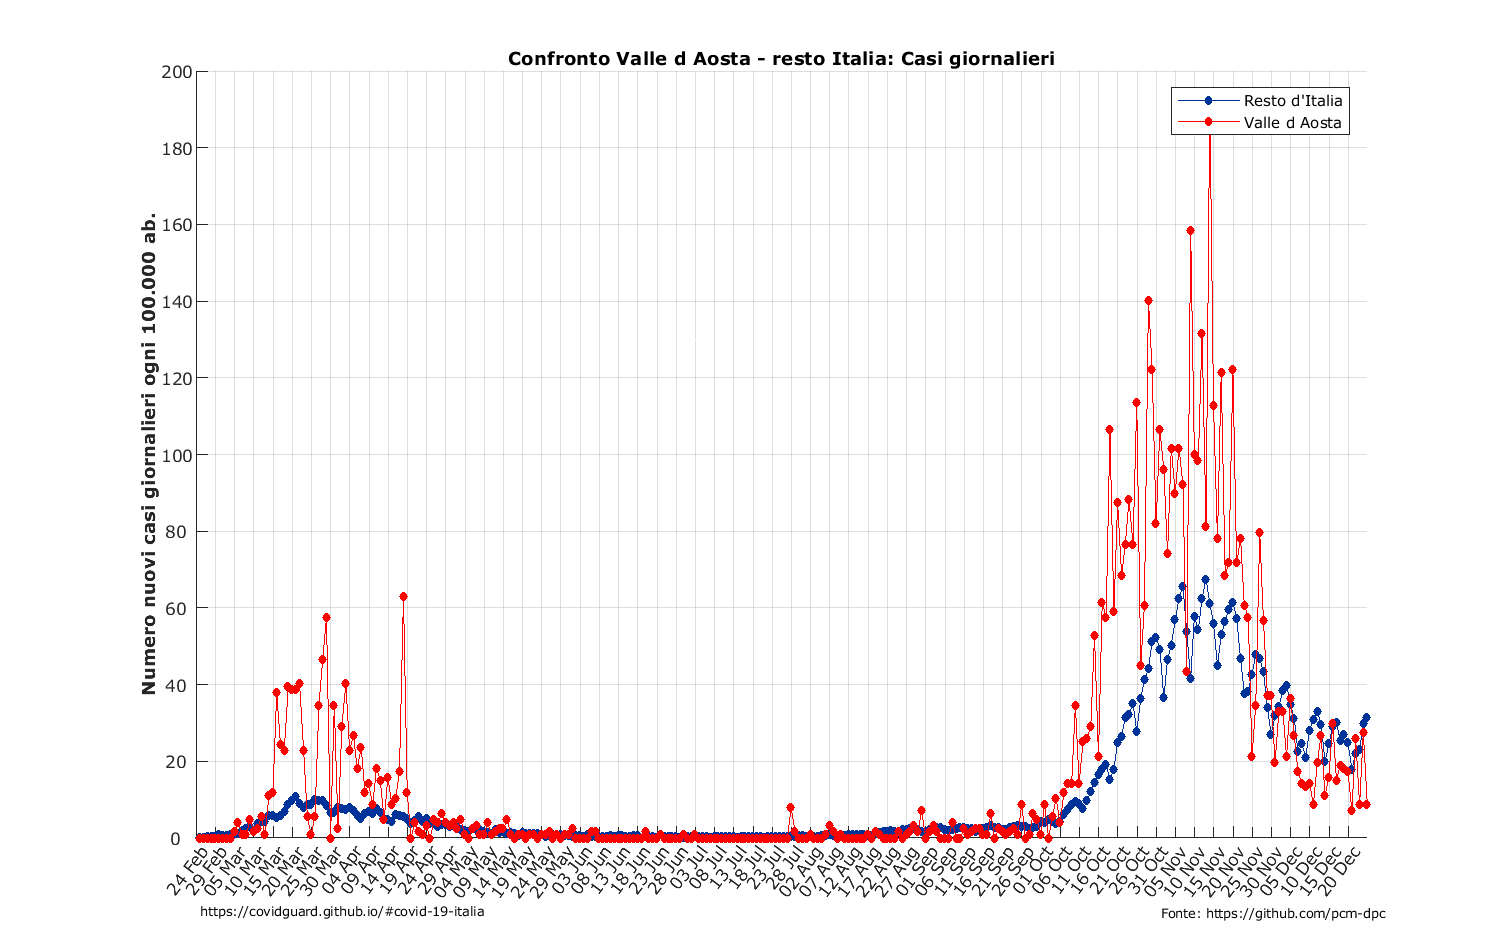 Confronto Valle d Aosta - resto Italia: Casi giornalieri
Resto d'Italia
Valle d Aosta
Numero nuovi casi giornalieri ogni 100.000 ab.
200
180
160
140
120
100
80
60
40
20
0
24 Feb
29 Feb
05 Mar
10 Mar
15 Mar
20 Mar
25 Mar
30 Mar
04 Apr
09 Apr
14 Apr
19 Apr
24 Apr
29 Apr
04 May
09 May
14 May
19 May
24 May
29 May
03 Jun
08 Jun
13 Jun
18 Jun
23 Jun
28 Jun
03 Jul
08 Jul
13 Jul
18 Jul
23 Jul
28 Jul
02 Aug
07 Aug
12 Aug
17 Aug
22 Aug
27 Aug
01 Sep
06 Sep
11 Sep
16 Sep
21 Sep
26 Sep
01 Oct
06 Oct
11 Oct
16 Oct
21 Oct
26 Oct
31 Oct
05 Nov
10 Nov
15 Nov
20 Nov
25 Nov
30 Nov
05 Dec
10 Dec
15 Dec
20 Dec
https://covidguard.github.io/#covid-19-italia
Fonte: https://github.com/pcm-dpc